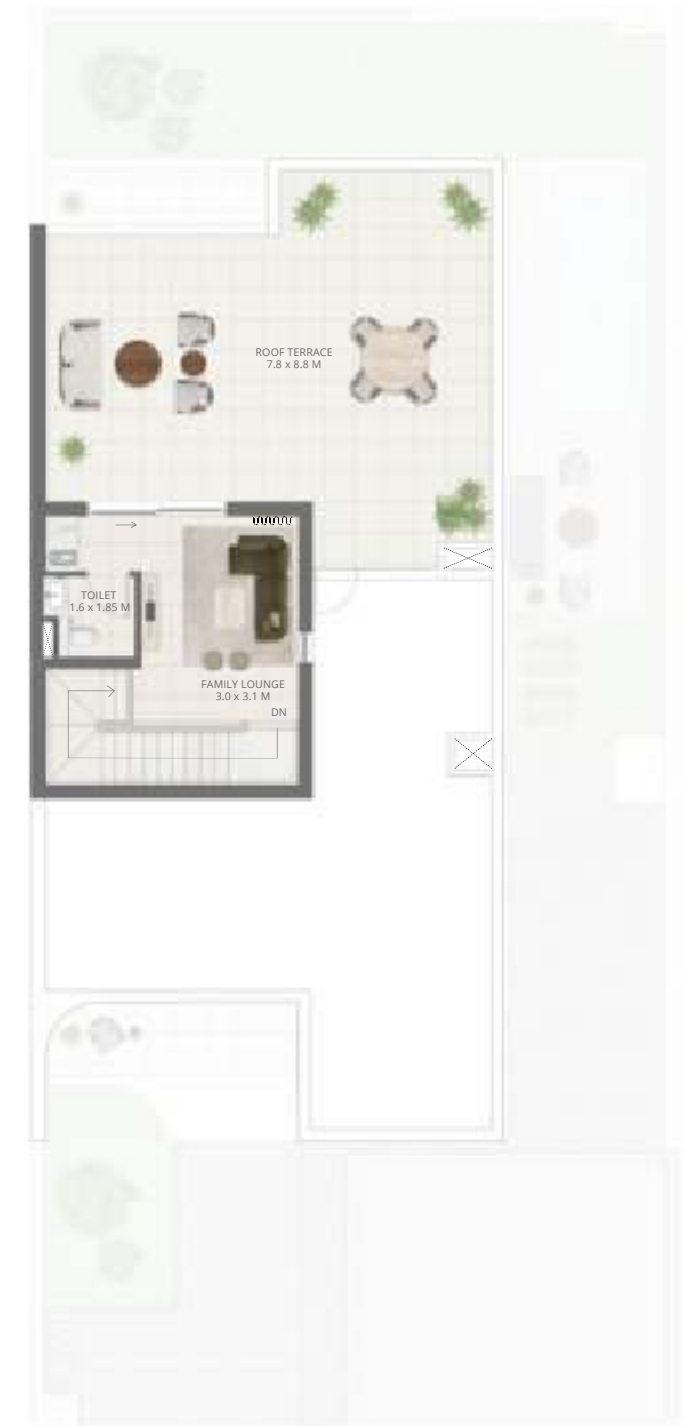 ROOF TERRACE
7.8 x 8.8 M
TOILET
1.6 x 1.85 M
FAMILY LOUNGE
3.0 x 3.1 M
DN